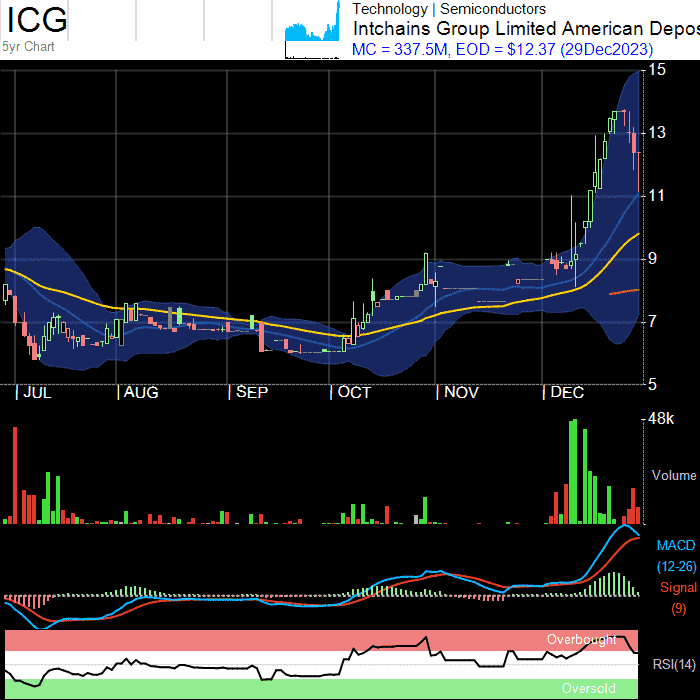 ICG
5yr Chart
Technology | Semiconductors
Intchains Group Limited American Depos
MC = 337.5M, EOD = $12.37 (29Dec2023)
15
13
11
9
7
5
| JUL | AUG | SEP | OCT | NOV | DEC
48k
Volume
MACD
(12-26)
Signal
(9)
Overbought
RSI(14)
Oversold